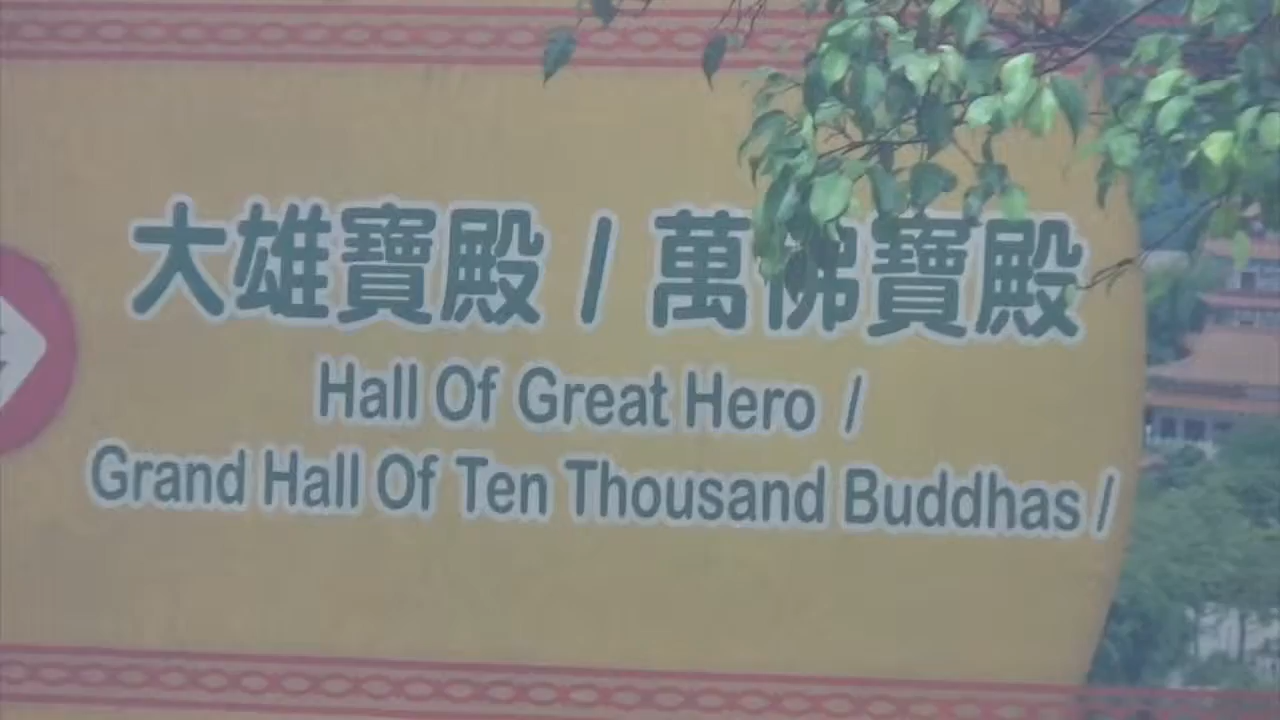 大雄寶殿 / 萬佛寶殿
Hall Of Great Hero /
Grand Hall Of Ten Thousand Buddhas /